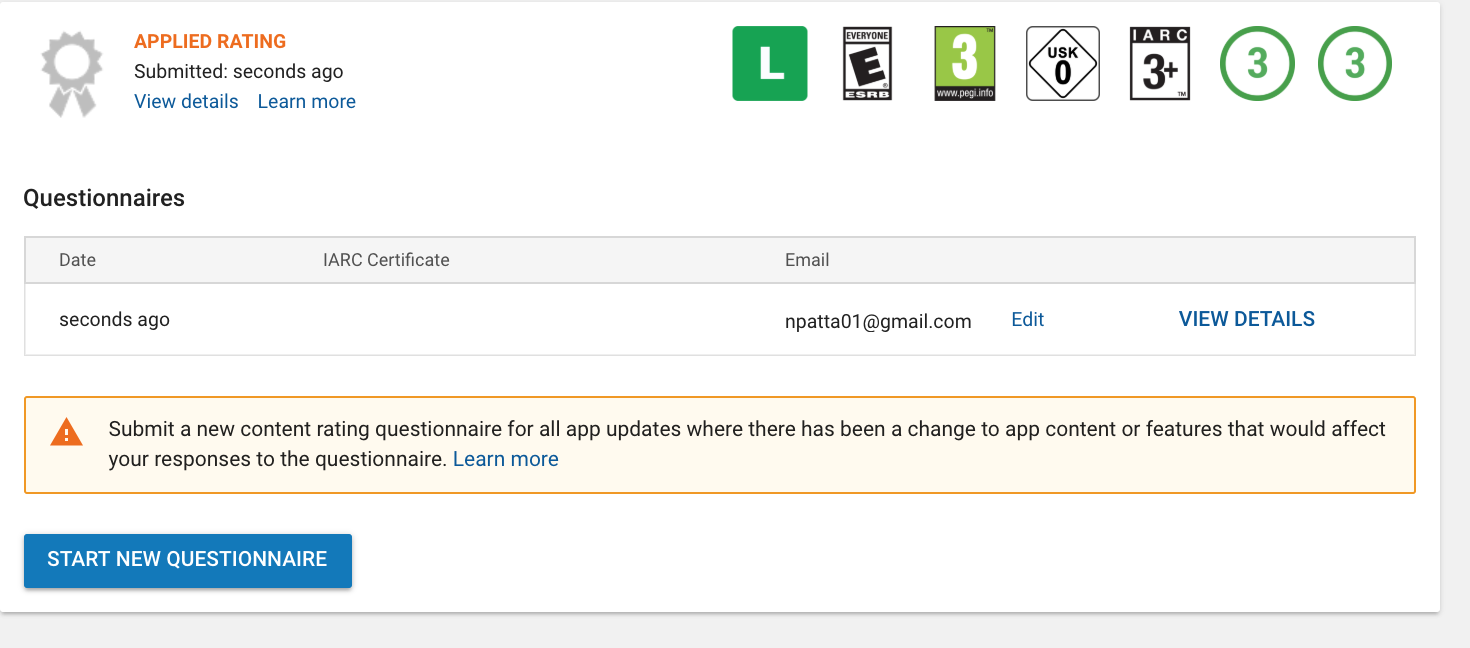 APPLIED RATING
Submitted: seconds ago
View details Learn more
L
EVERYONE
E
ESRB
3
www.pegi.info
USK
0
IARC
3+
TM
3
3
Questionnaires
Date IARC Certificate Email
seconds ago npatta01@gmail.com Edit VIEW DETAILS
Submit a new content rating questionnaire for all app updates where there has been a change to app content or features that would affect
your responses to the questionnaire. Learn more
START NEW QUESTIONNAIRE